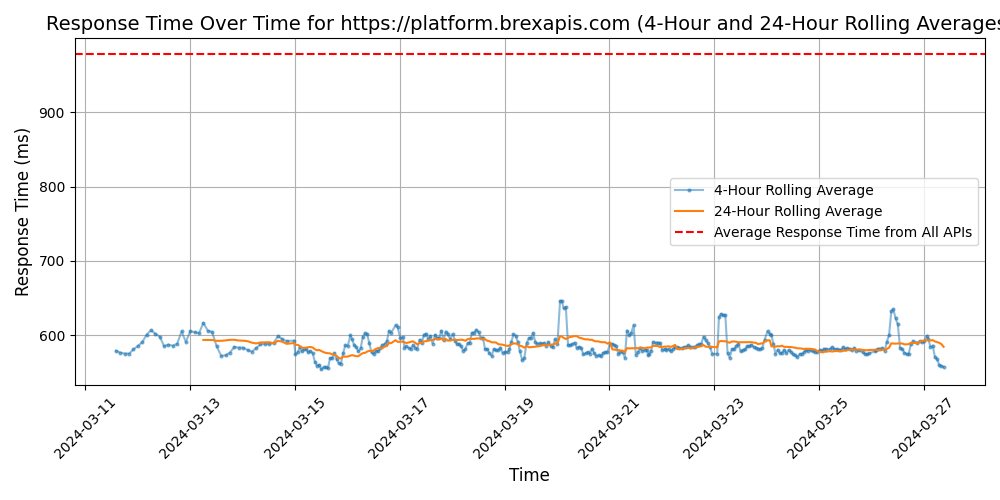 Response Time Over Time for https://platform.brexapis.com (4-Hour and 24-Hour Rolling Averages
Response Time (ms)
900
800
700
600
4-Hour Rolling Average
24-Hour Rolling Average
Average Response Time from All APIs
2024-03-11
2024-03-13
2024-03-15
2024-03-17
2024-03-19
2024-03-21
2024-03-23
2024-03-25
2024-03-27
Time